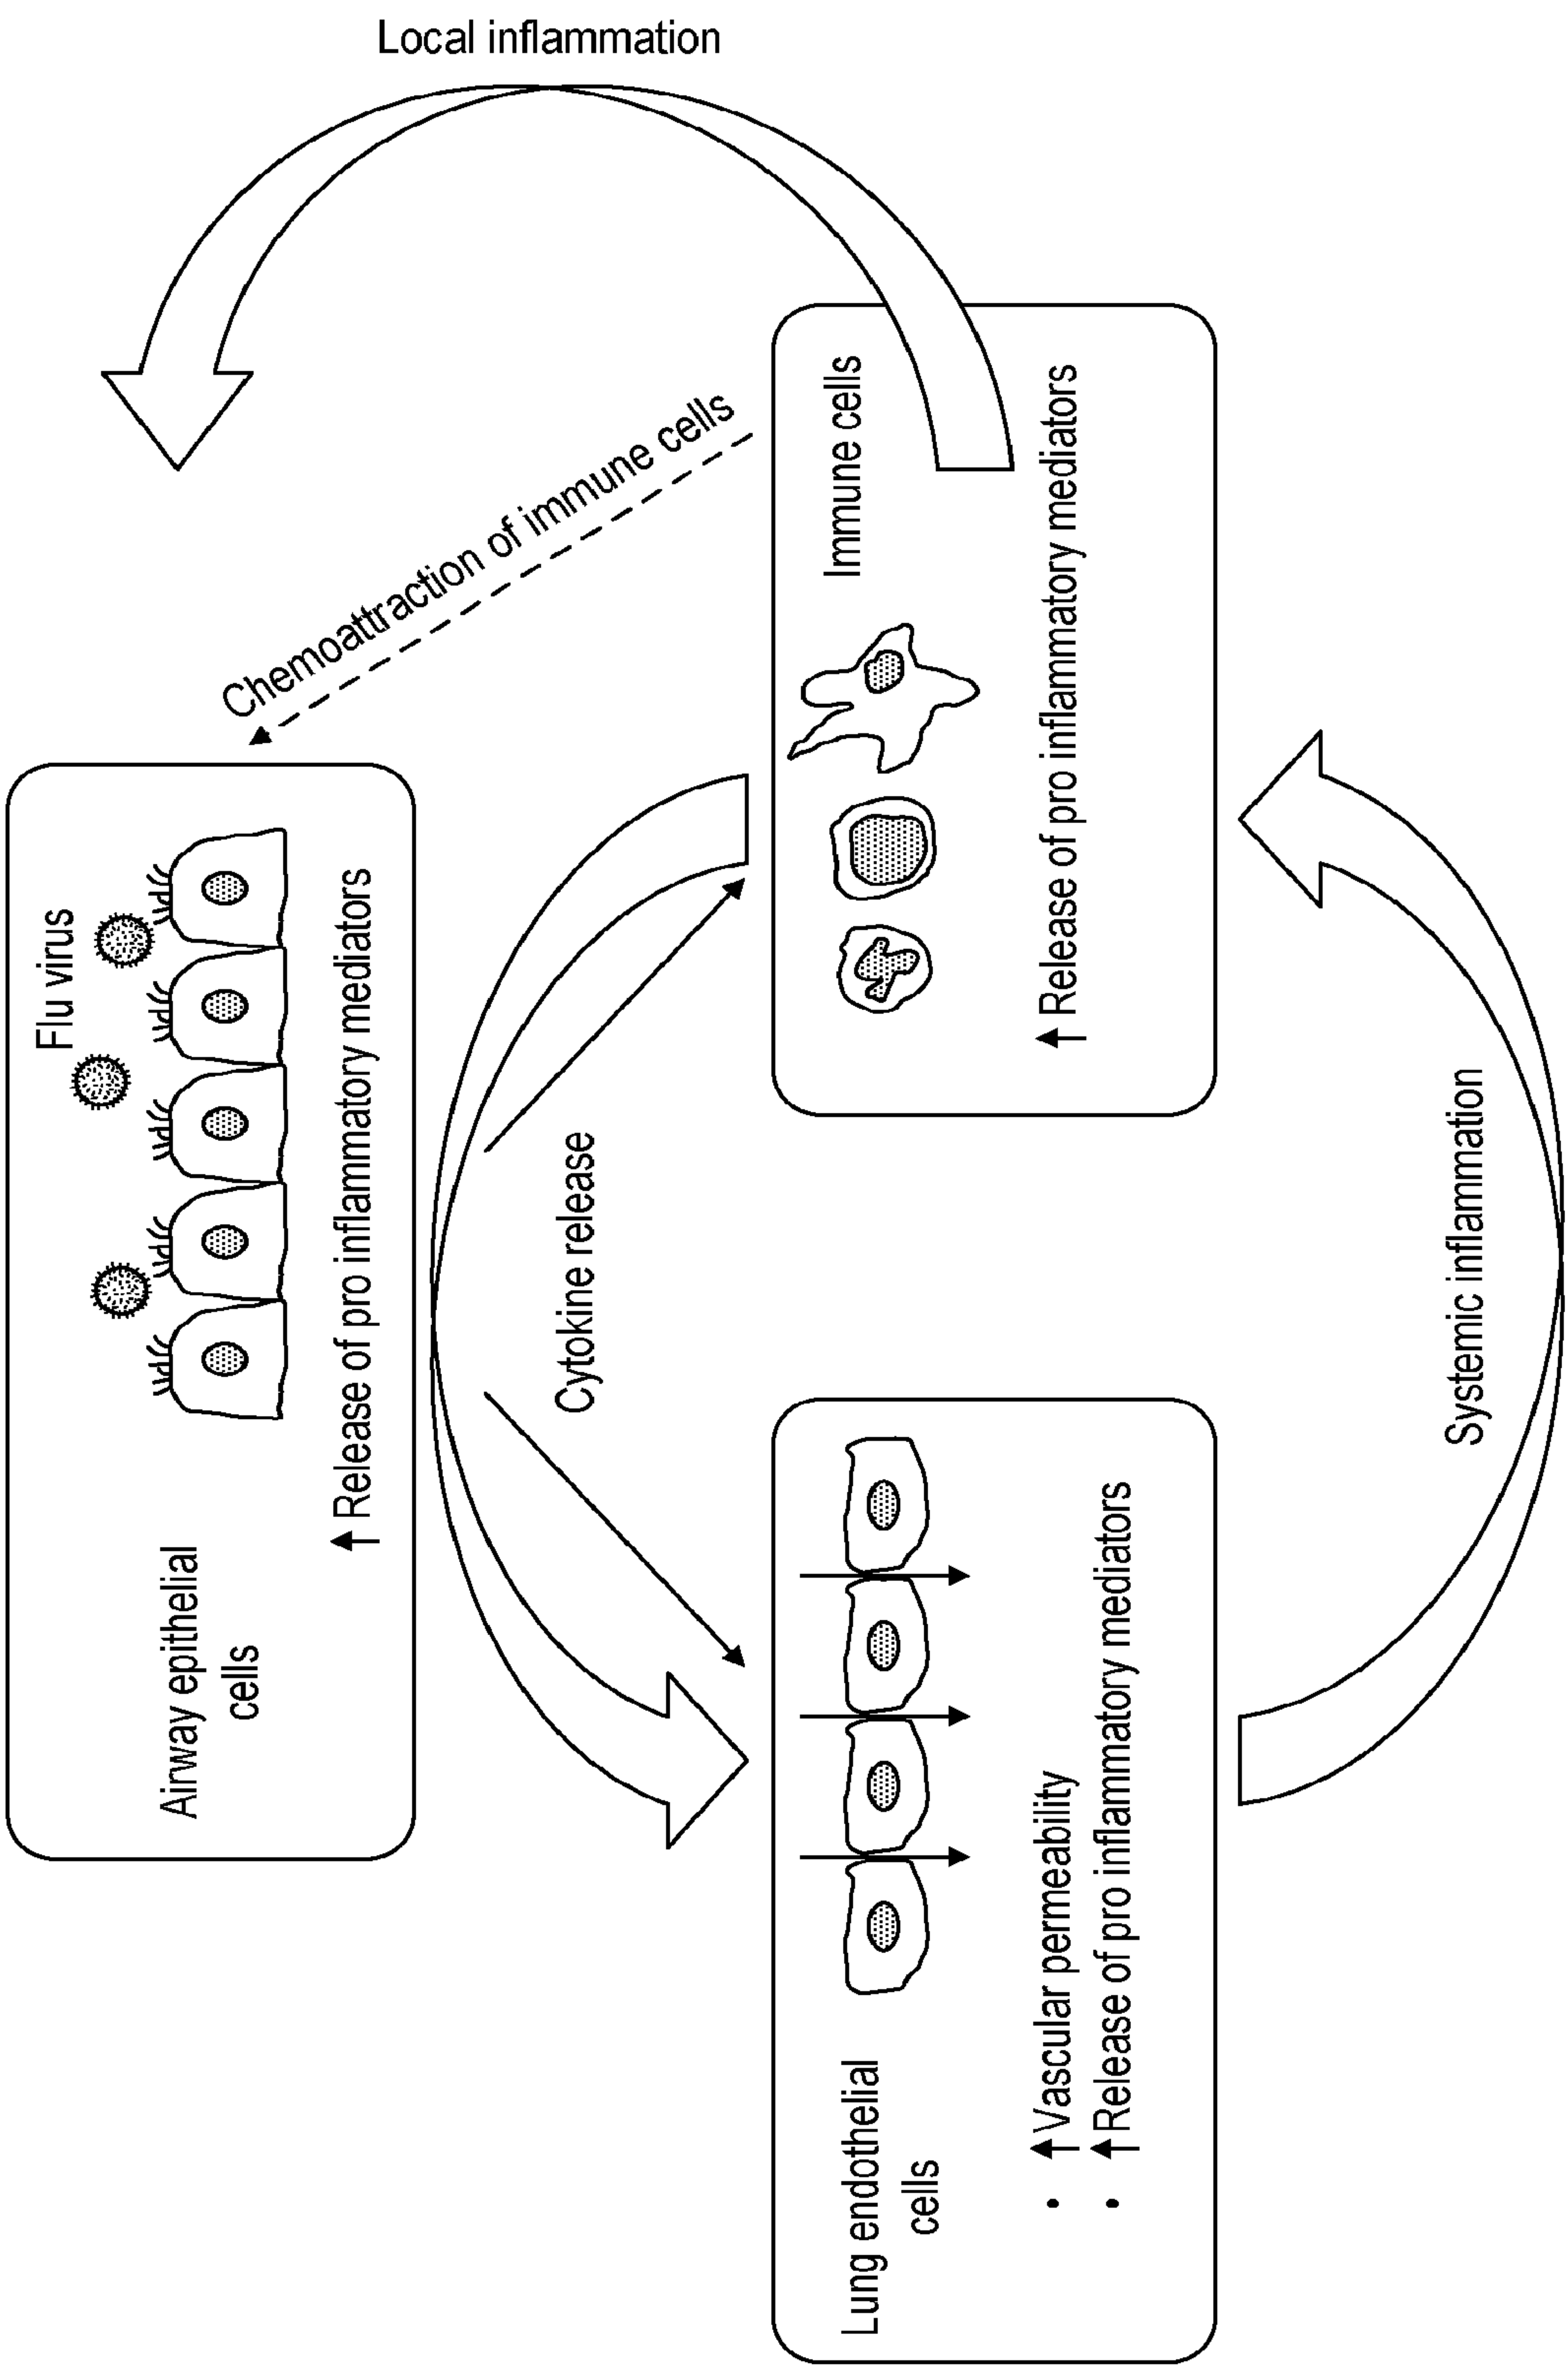 Flu virus
Airway epithelial
cells
↑ Release of pro inflammatory mediators
Local inflammation
Chemoattraction of immune cells
Cytokine release
Lung endothelial
cells
• ↑ Vascular permeability
• ↑ Release of pro inflammatory mediators
Immune cells
↑ Release of pro inflammatory mediators
Systemic inflammation